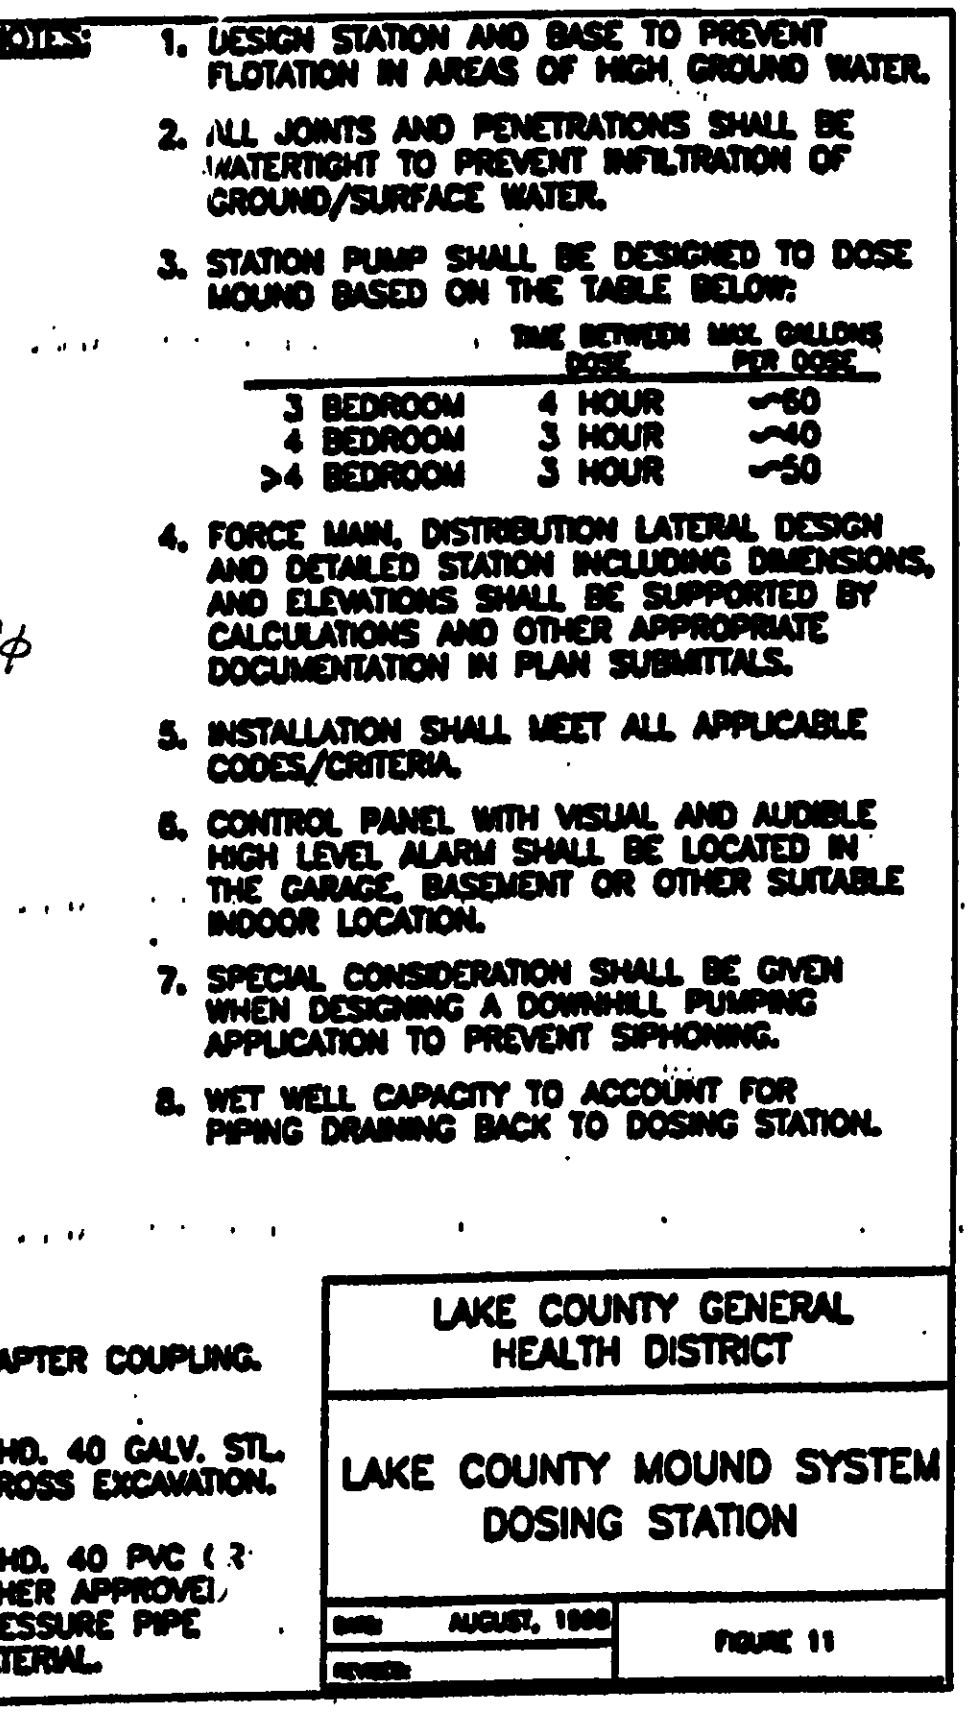 NOTES:
1. DESIGN STATION AND BASE TO PREVENT
FLOTATION IN AREAS OF HIGH GROUND WATER.
2. ALL JOINTS AND PENETRATIONS SHALL BE
WATERTIGHT TO PREVENT INFILTRATION OF
GROUND/SURFACE WATER.
3. STATION PUMP SHALL BE DESIGNED TO DOSE
MOUND BASED ON THE TABLE BELOW:
TIME BETWEEN MAX. GALLONS
DOSE PER DOSE
3 BEDROOM 4 HOUR ~60
4 BEDROOM 3 HOUR ~40
>4 BEDROOM 3 HOUR ~50
4. FORCE MAIN, DISTRIBUTION LATERAL DESIGN
AND DETAILED STATION INCLUDING DIMENSIONS,
AND ELEVATIONS SHALL BE SUPPORTED BY
CALCULATIONS AND OTHER APPROPRIATE
DOCUMENTATION IN PLAN SUBMITTALS.
5. INSTALLATION SHALL MEET ALL APPLICABLE
CODES/CRITERIA.
6. CONTROL PANEL WITH VISUAL AND AUDIBLE
HIGH LEVEL ALARM SHALL BE LOCATED IN
THE GARAGE, BASEMENT OR OTHER SUITABLE
INDOOR LOCATION.
7. SPECIAL CONSIDERATION SHALL BE GIVEN
WHEN DESIGNING A DOWNHILL PUMPING
APPLICATION TO PREVENT SIPHONING.
8. WET WELL CAPACITY TO ACCOUNT FOR
PIPING DRAINING BACK TO DOSING STATION.
APTER COUPLING.
HD. 40 GALV. STL.
ROSS EXCAVATION.
HD. 40 PVC OR
HER APPROVED
ESSURE PIPE
TERIAL.
LAKE COUNTY GENERAL
HEALTH DISTRICT
LAKE COUNTY MOUND SYSTEM
DOSING STATION
DATE: AUGUST,
REVISED:
FIGURE 11